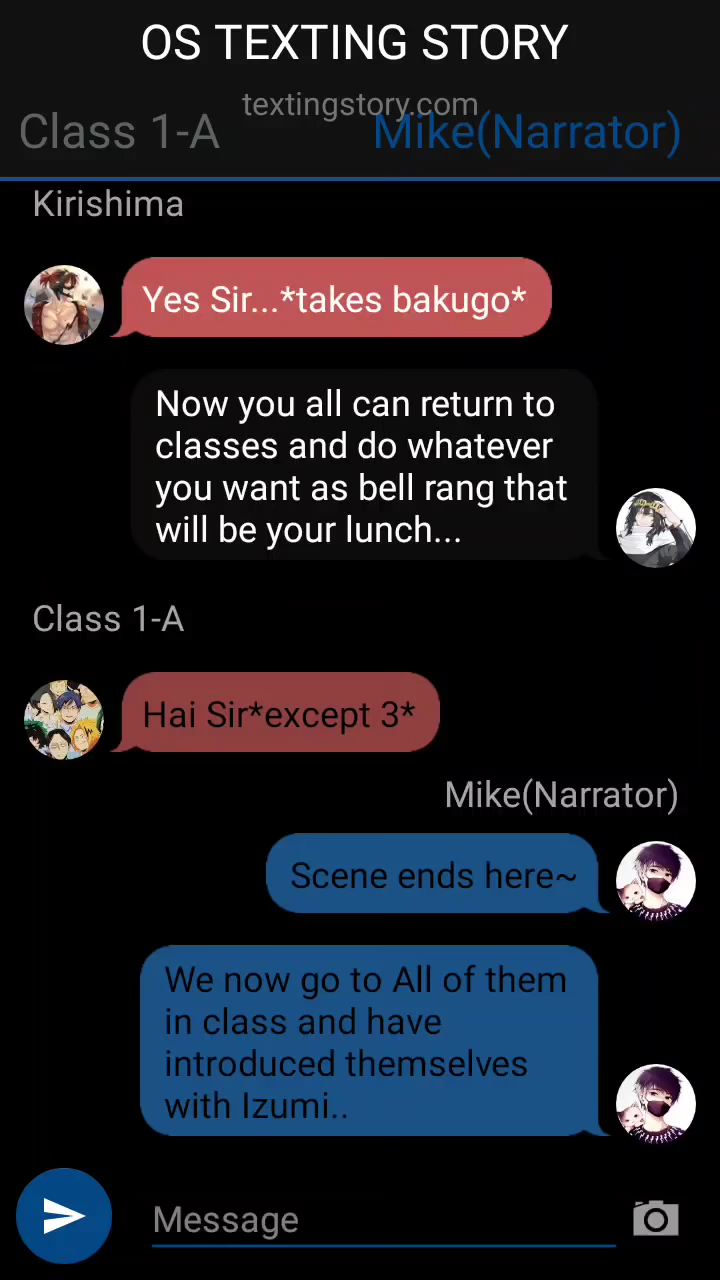 OS TEXTING STORY
textingstory.com
Class 1-A
Mike(Narrator)
Kirishima
Yes Sir...*takes bakugo*
Now you all can return to
classes and do whatever
you want as bell rang that
will be your lunch...
Class 1-A
Hai Sir*except 3*
Mike(Narrator)
Scene ends here~
We now go to All of them
in class and have
introduced themselves
with Izumi..
Message